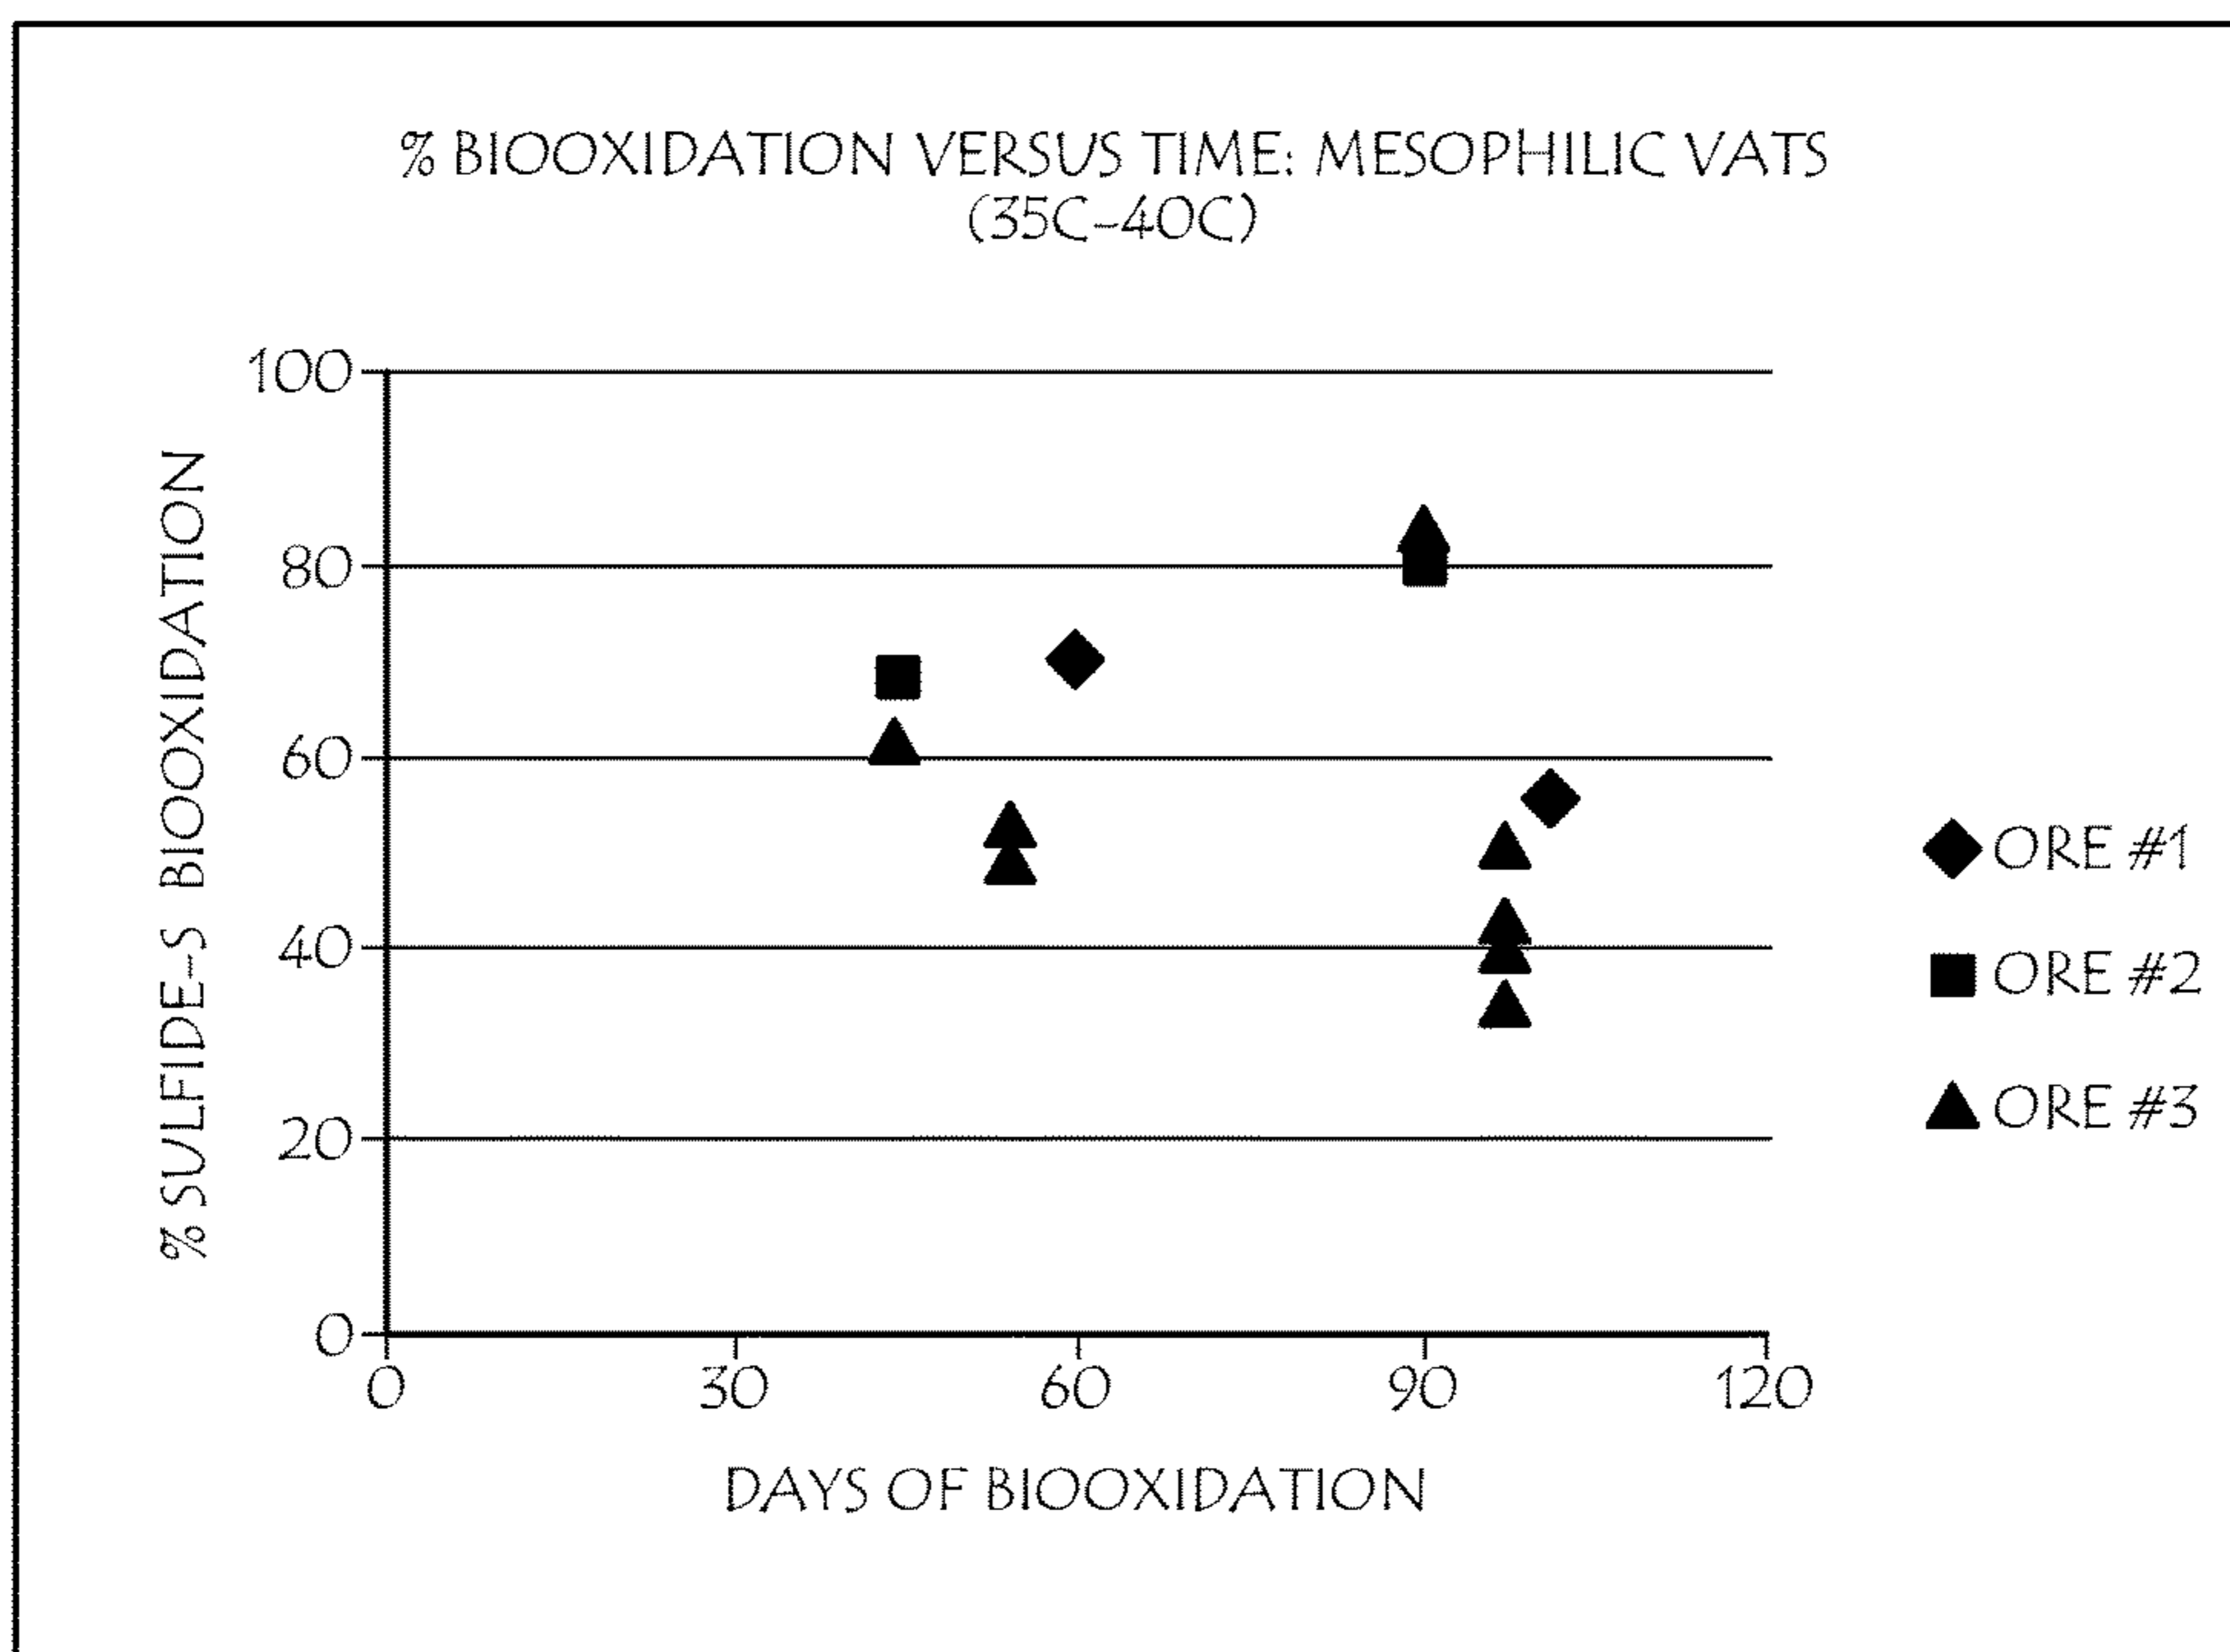 % BIOOXIDATION VERSUS TIME: MESOPHILIC VATS
(35C-40C)
100
80
60
40
20
0
% SULFIDE-S BIOOXIDATION
0 30 60 90 120
DAYS OF BIOOXIDATION
ORE #1
ORE #2
ORE #3